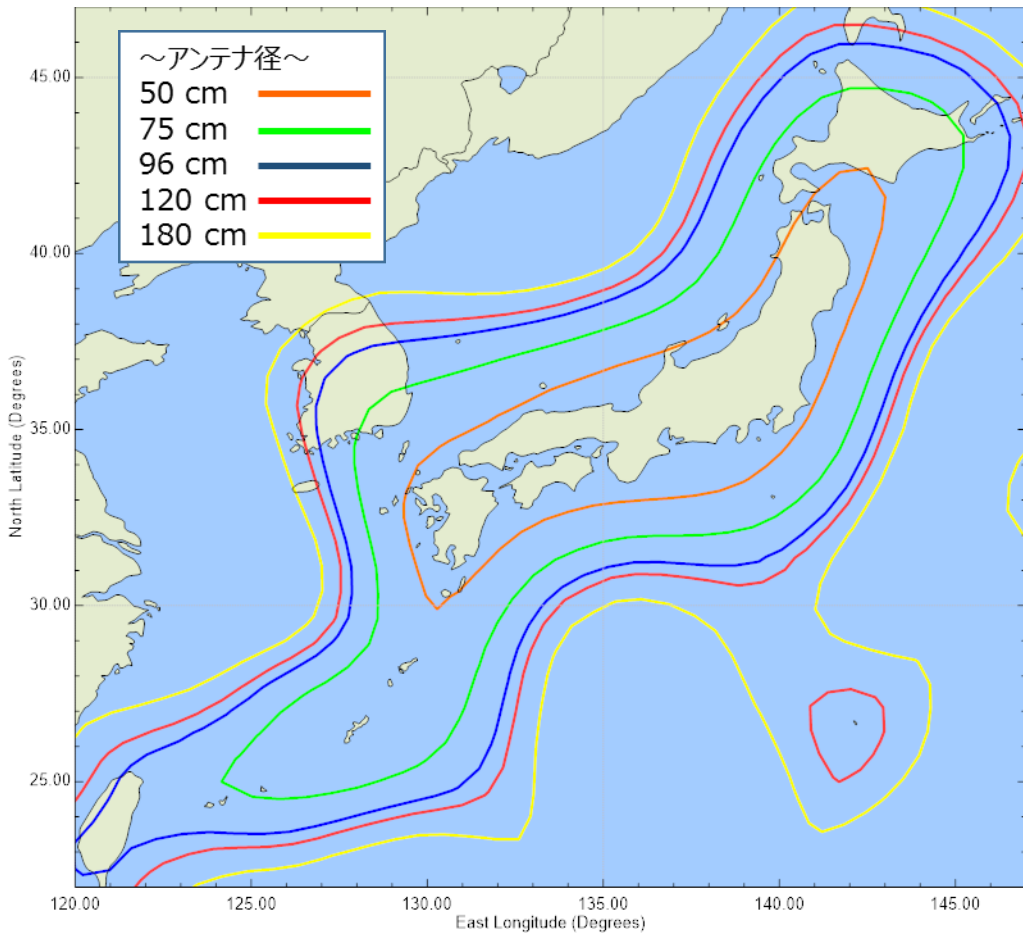 ～アンテナ径～
50 cm
75 cm
96 cm
120 cm
180 cm
45.00
40.00
35.00
30.00
25.00
North Latitude (Degrees)
120.00 125.00 130.00 135.00 140.00 145.00
East Longitude (Degrees)